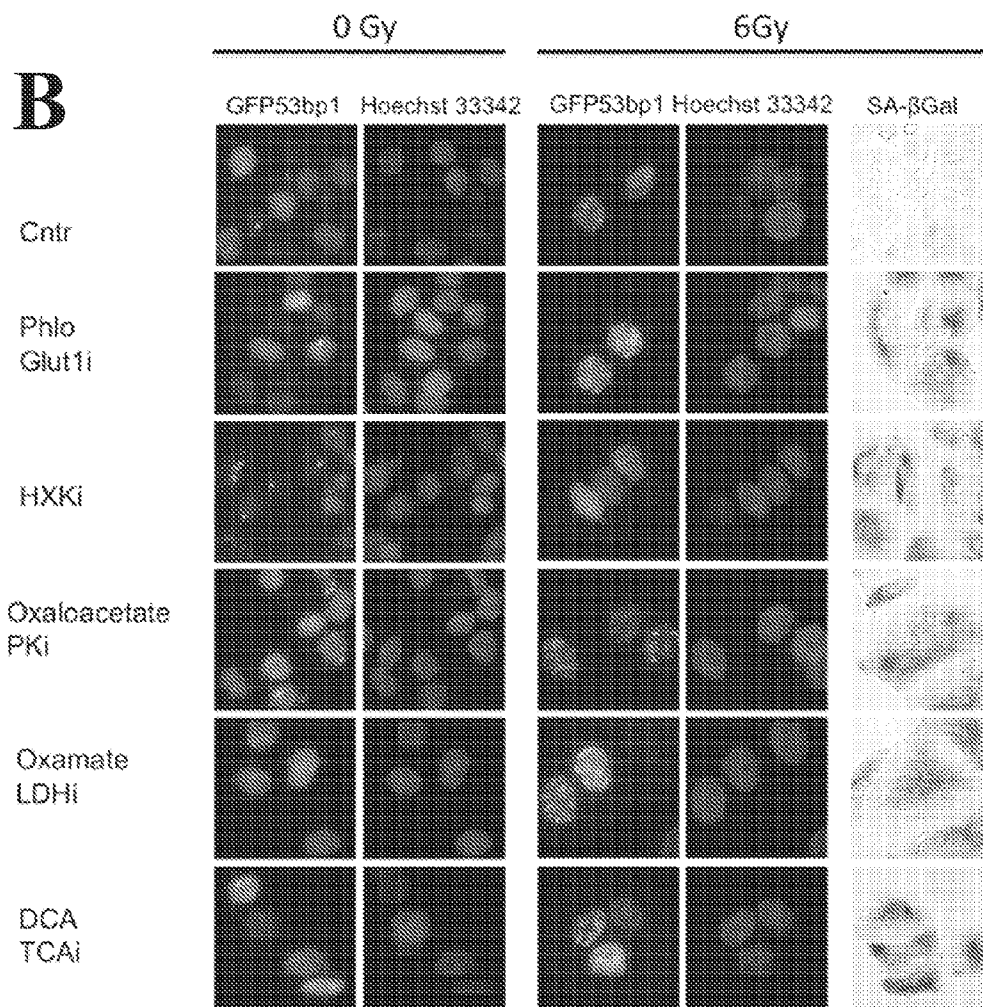 0 Gy
6Gy
B
GFP53bp1 Hoechst 33342 GFP53bp1 Hoechst 33342 SA-βGal
Cntr
Phlo
Glut1i
HXKi
Oxaloacetate
PKi
Oxamate
LDHi
DCA
TCAi